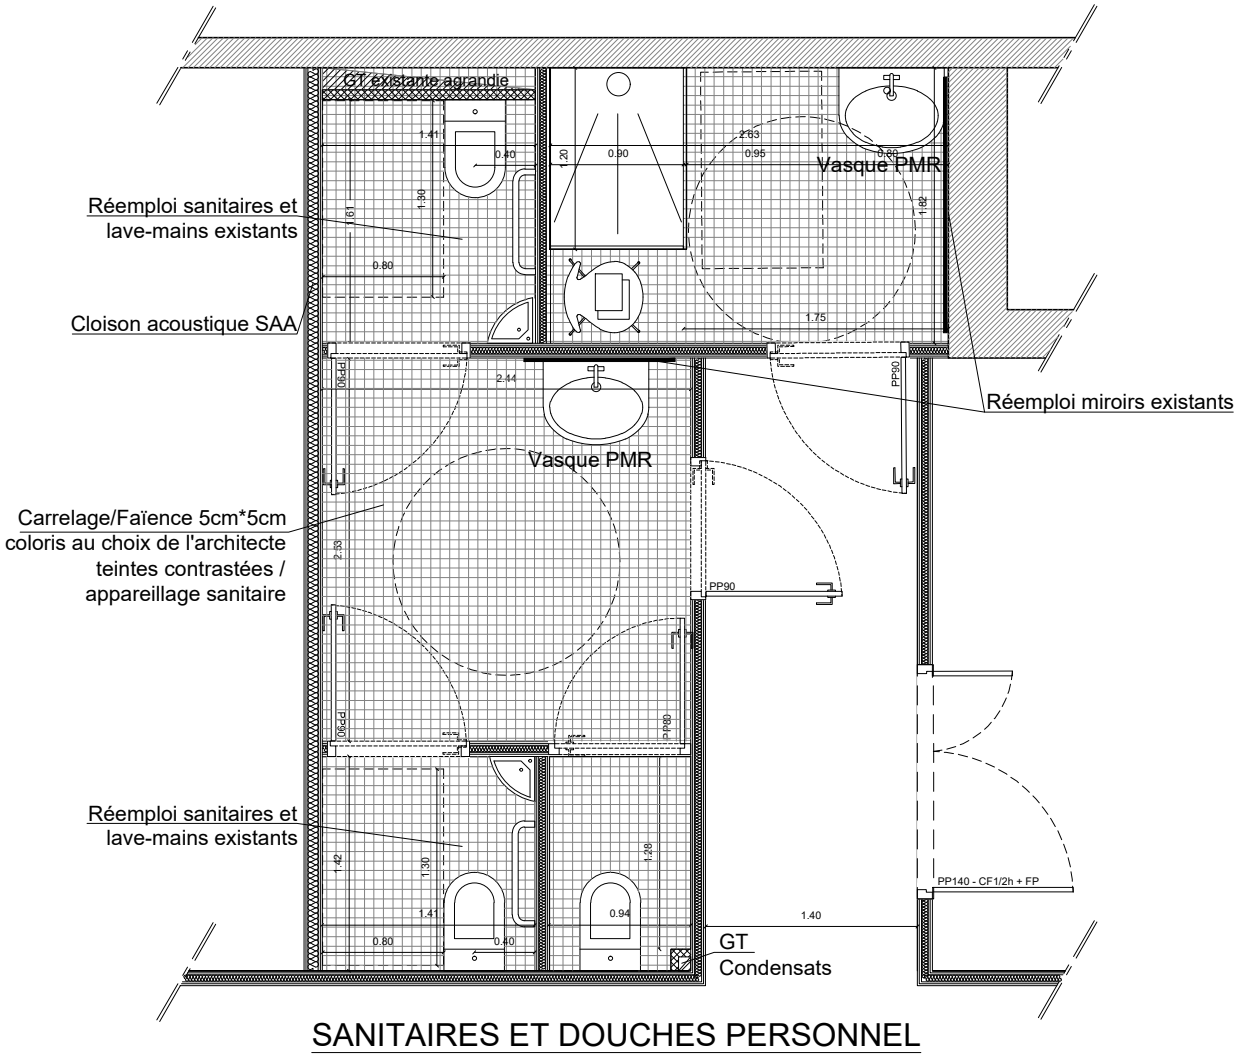 GT existante agrandie
1.41
0.40
1.20
0.90
2.63
0.95
0.80
Vasque PMR
Réemploi sanitaires et
lave-mains existants
1.61
1.30
1.82
0.80
Cloison acoustique SAA
1.75
PP90
2.44
PP90
Réemploi miroirs existants
Vasque PMR
Carrelage/Faïence 5cm*5cm
coloris au choix de l'architecte
teintes contrastées /
appareillage sanitaire
2.53
PP90
PP90
PP80
Réemploi sanitaires et
lave-mains existants
1.42
1.30
1.28
PP140 - CF1/2h + FP
1.41
0.94
1.40
0.80
0.40
GT
Condensats
SANITAIRES ET DOUCHES PERSONNEL